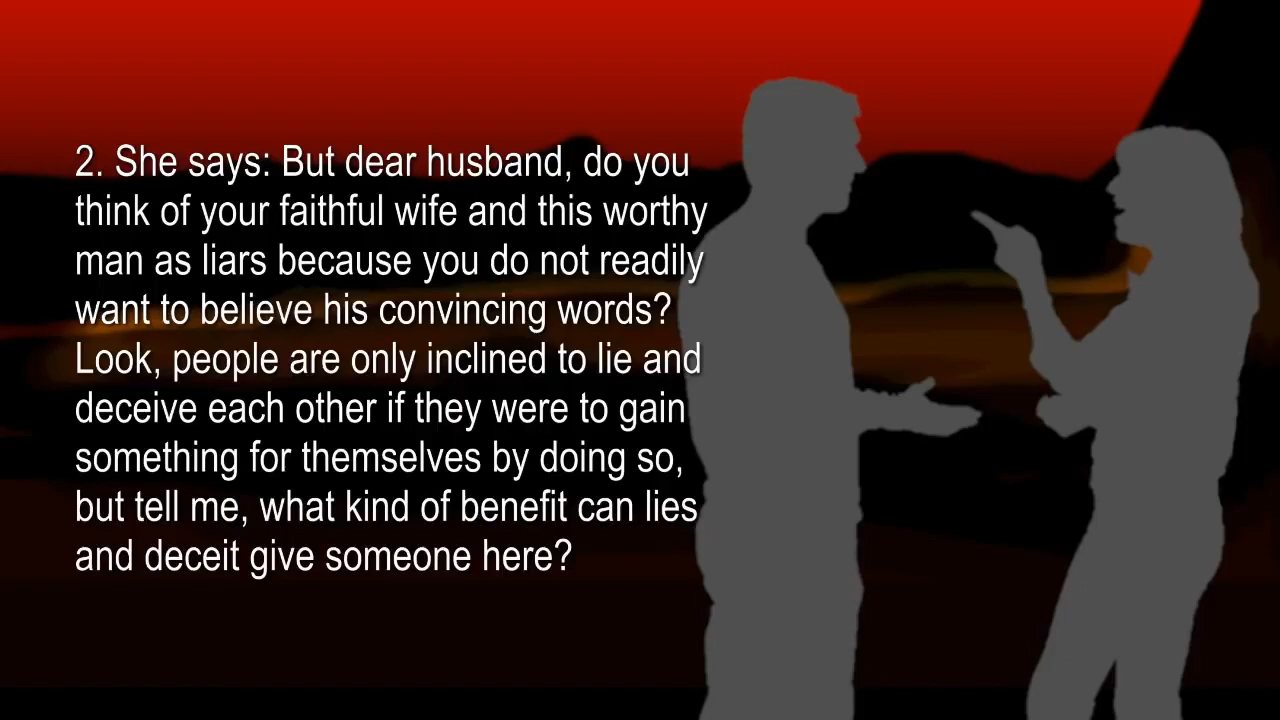 2. She says: But dear husband, do you
think of your faithful wife and this worthy
man as liars because you do not readily
want to believe his convincing words?
Look, people are only inclined to lie and
deceive each other if they were to gain
something for themselves by doing so,
but tell me, what kind of benefit can lies
and deceit give someone here?